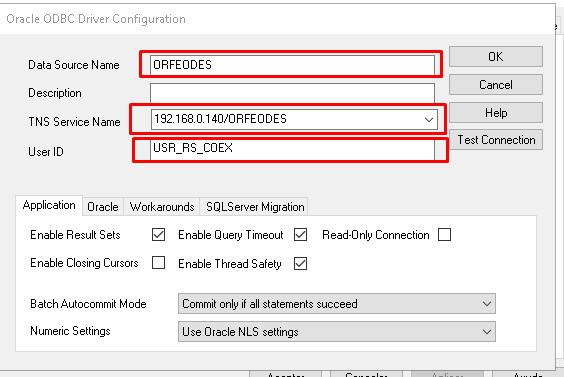 Oracle ODBC Driver Configuration
Data Source Name ORFEODES OK
Description Cancel
TNS Service Name 192.168.0.140/ORFEODES Help
User ID USR_RS_COEX Test Connection
Application Oracle Workarounds SQLServer Migration
Enable Result Sets Enable Query Timeout Read-Only Connection
Enable Closing Cursors Enable Thread Safety
Batch Autocommit Mode Commit only if all statements succeed
Numeric Settings Use Oracle NLS settings